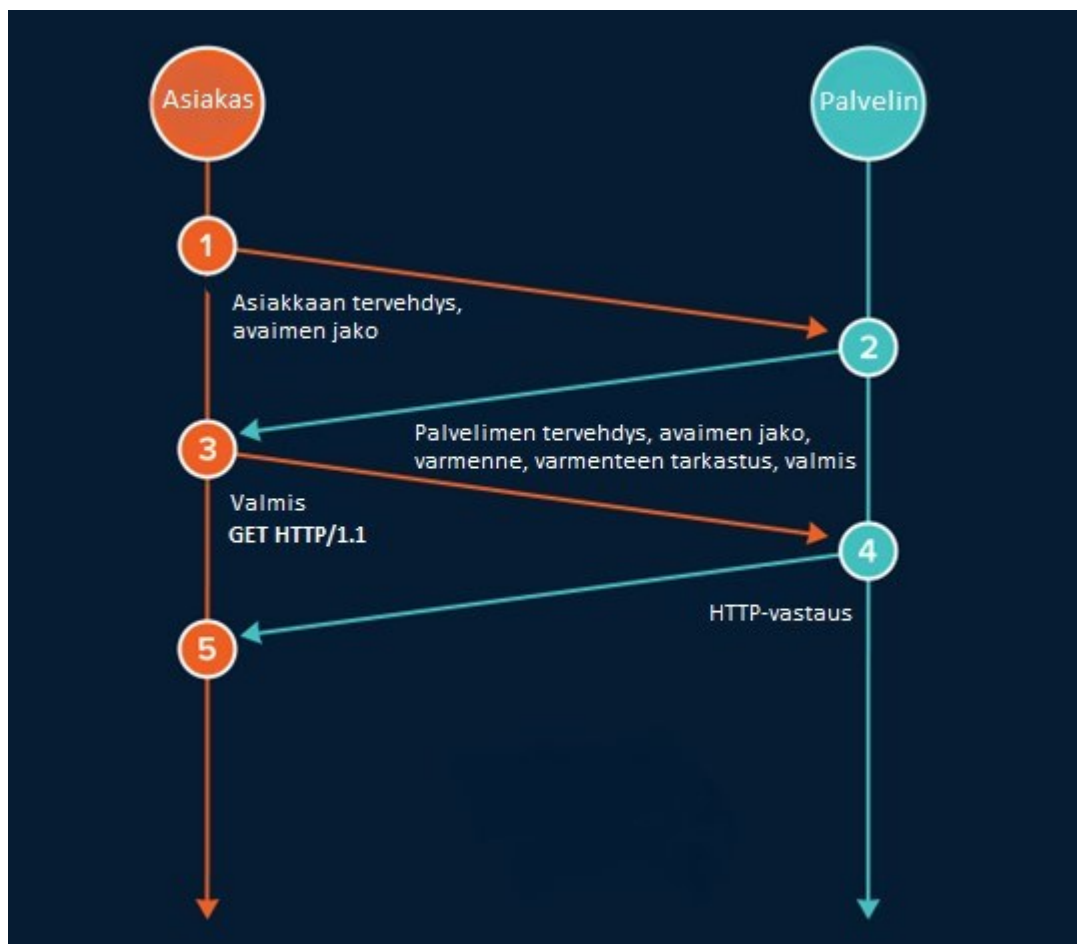 Asiakas
Palvelin
1
Asiakkaan tervehdys,
avaimen jako
2
Palvelimen tervehdys, avaimen jako,
varmenne, varmenteen tarkastus, valmis
3
Valmis
GET HTTP/1.1
4
HTTP-vastaus
5